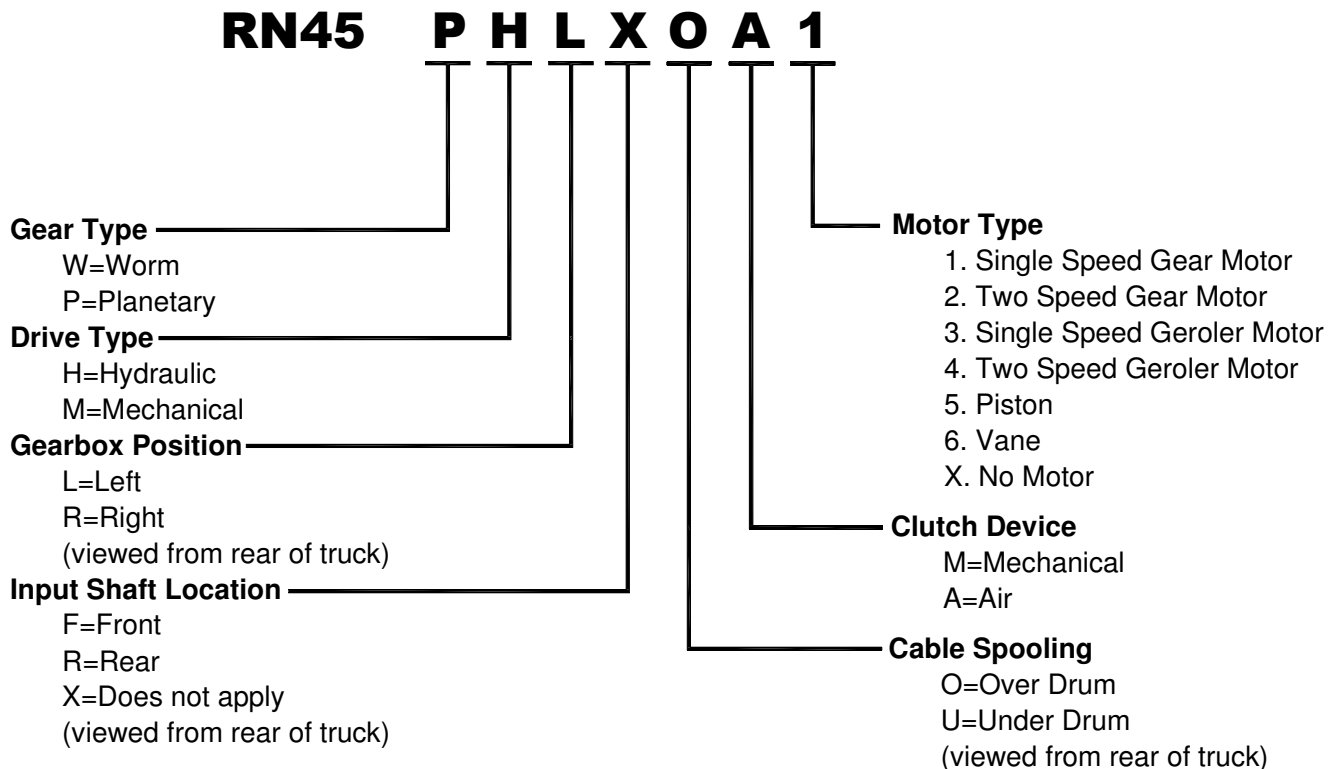 RN45 P H L X O A 1
Gear Type
W=Worm
P=Planetary
Drive Type
H=Hydraulic
M=Mechanical
Gearbox Position
L=Left
R=Right
(viewed from rear of truck)
Input Shaft Location
F=Front
R=Rear
X=Does not apply
(viewed from rear of truck)
Motor Type
1. Single Speed Gear Motor
2. Two Speed Gear Motor
3. Single Speed Geroler Motor
4. Two Speed Geroler Motor
5. Piston
6. Vane
X. No Motor
Clutch Device
M=Mechanical
A=Air
Cable Spooling
O=Over Drum
U=Under Drum
(viewed from rear of truck)